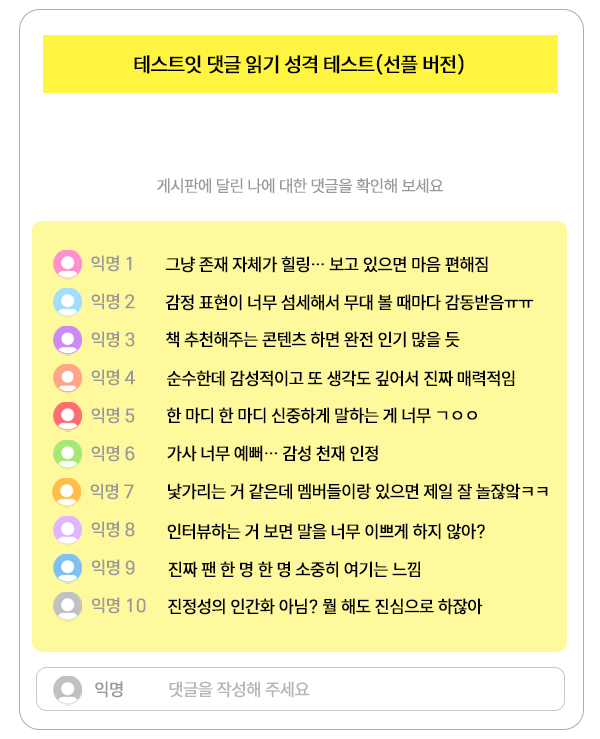 테스트잇 댓글 읽기 성격 테스트(선플 버전)
게시판에 달린 나에 대한 댓글을 확인해 보세요
익명 1 그냥 존재 자체가 힐링… 보고 있으면 마음 편해짐
익명 2 감정 표현이 너무 섬세해서 무대 볼 때마다 감동받음ㅠㅠ
익명 3 책 추천해주는 콘텐츠 하면 완전 인기 많을 듯
익명 4 순수한데 감성적이고 또 생각도 깊어서 진짜 매력적임
익명 5 한 마디 한 마디 신중하게 말하는 게 너무 ㄱㅇㅇ
익명 6 가사 너무 예뻐… 감성 천재 인정
익명 7 낯가리는 거 같은데 멤버들이랑 있으면 제일 잘 놀잖앜ㅋㅋ
익명 8 인터뷰하는 거 보면 말을 너무 이쁘게 하지 않아?
익명 9 진짜 팬 한 명 한 명 소중히 여기는 느낌
익명 10 진정성의 인간화 아님? 뭘 해도 진심으로 하잖아
익명 댓글을 작성해 주세요